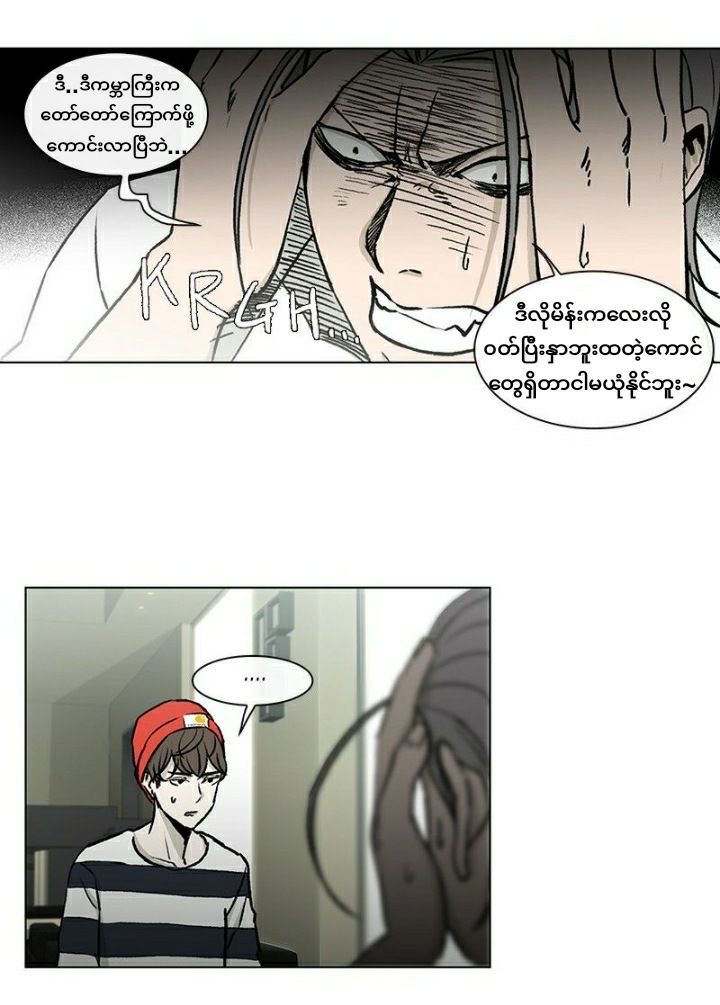 ဒီ..ဒီကမ္ဘာကြီးက
တော်တော်ကြောက်ဖို့
ကောင်းလာပြီဘဲ...
KRGH...
ဒီလိုမိန်းကလေးလို
ဝတ်ပြီးနှာဘူးထတဲ့ကောင်
တွေရှိတာငါမယုံနိုင်ဘူး~
....